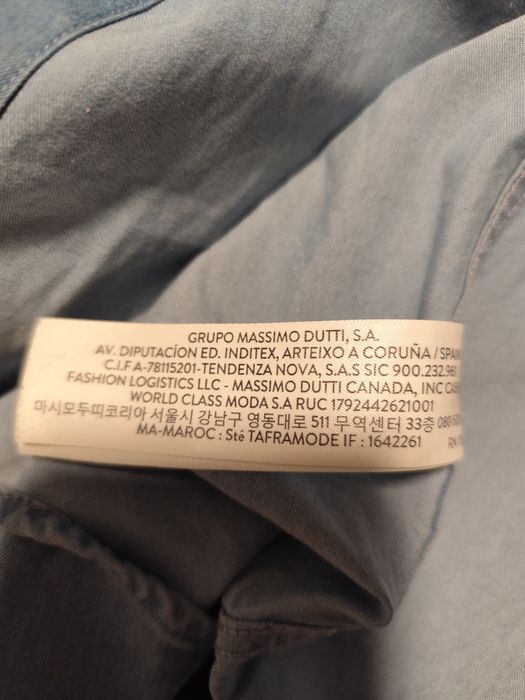 GRUPO MASSIMO DUTTI, S.A.
AV. DIPUTACÍON ED. INDITEX, ARTEIXO A CORUÑA / SPAIN
C.I.F A-78115201-TENDENZA NOVA, S.A.S SIC 900.232.961
FASHION LOGISTICS LLC - MASSIMO DUTTI CANADA, INC
WORLD CLASS MODA S.A RUC 1792442621001
마시모두띠코리아 서울시 강남구 영동대로 511 무역센터 33층
MA-MAROC : Sté TAFRAMODE IF : 1642261 RN